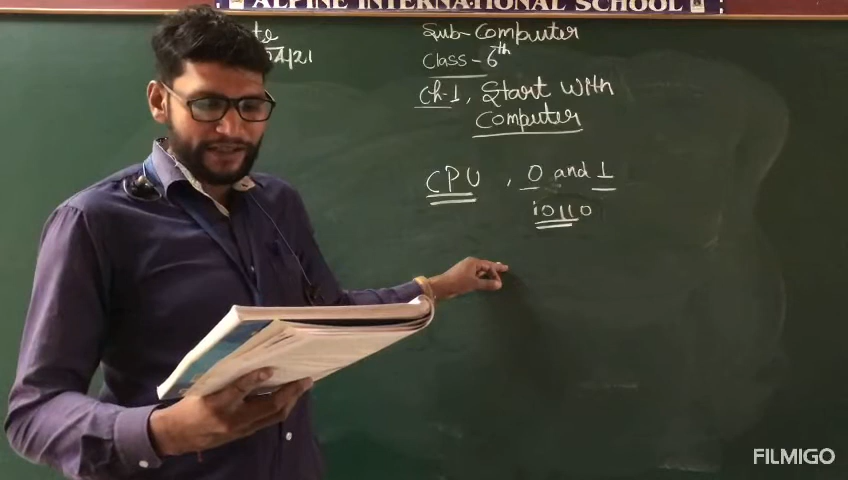 ALPINE INTERNATIONAL SCHOOL
Sub- Computer
Class - 6th
Ch-1, Start with
Computer
CPU , 0 and 1
10110
FILMIGO